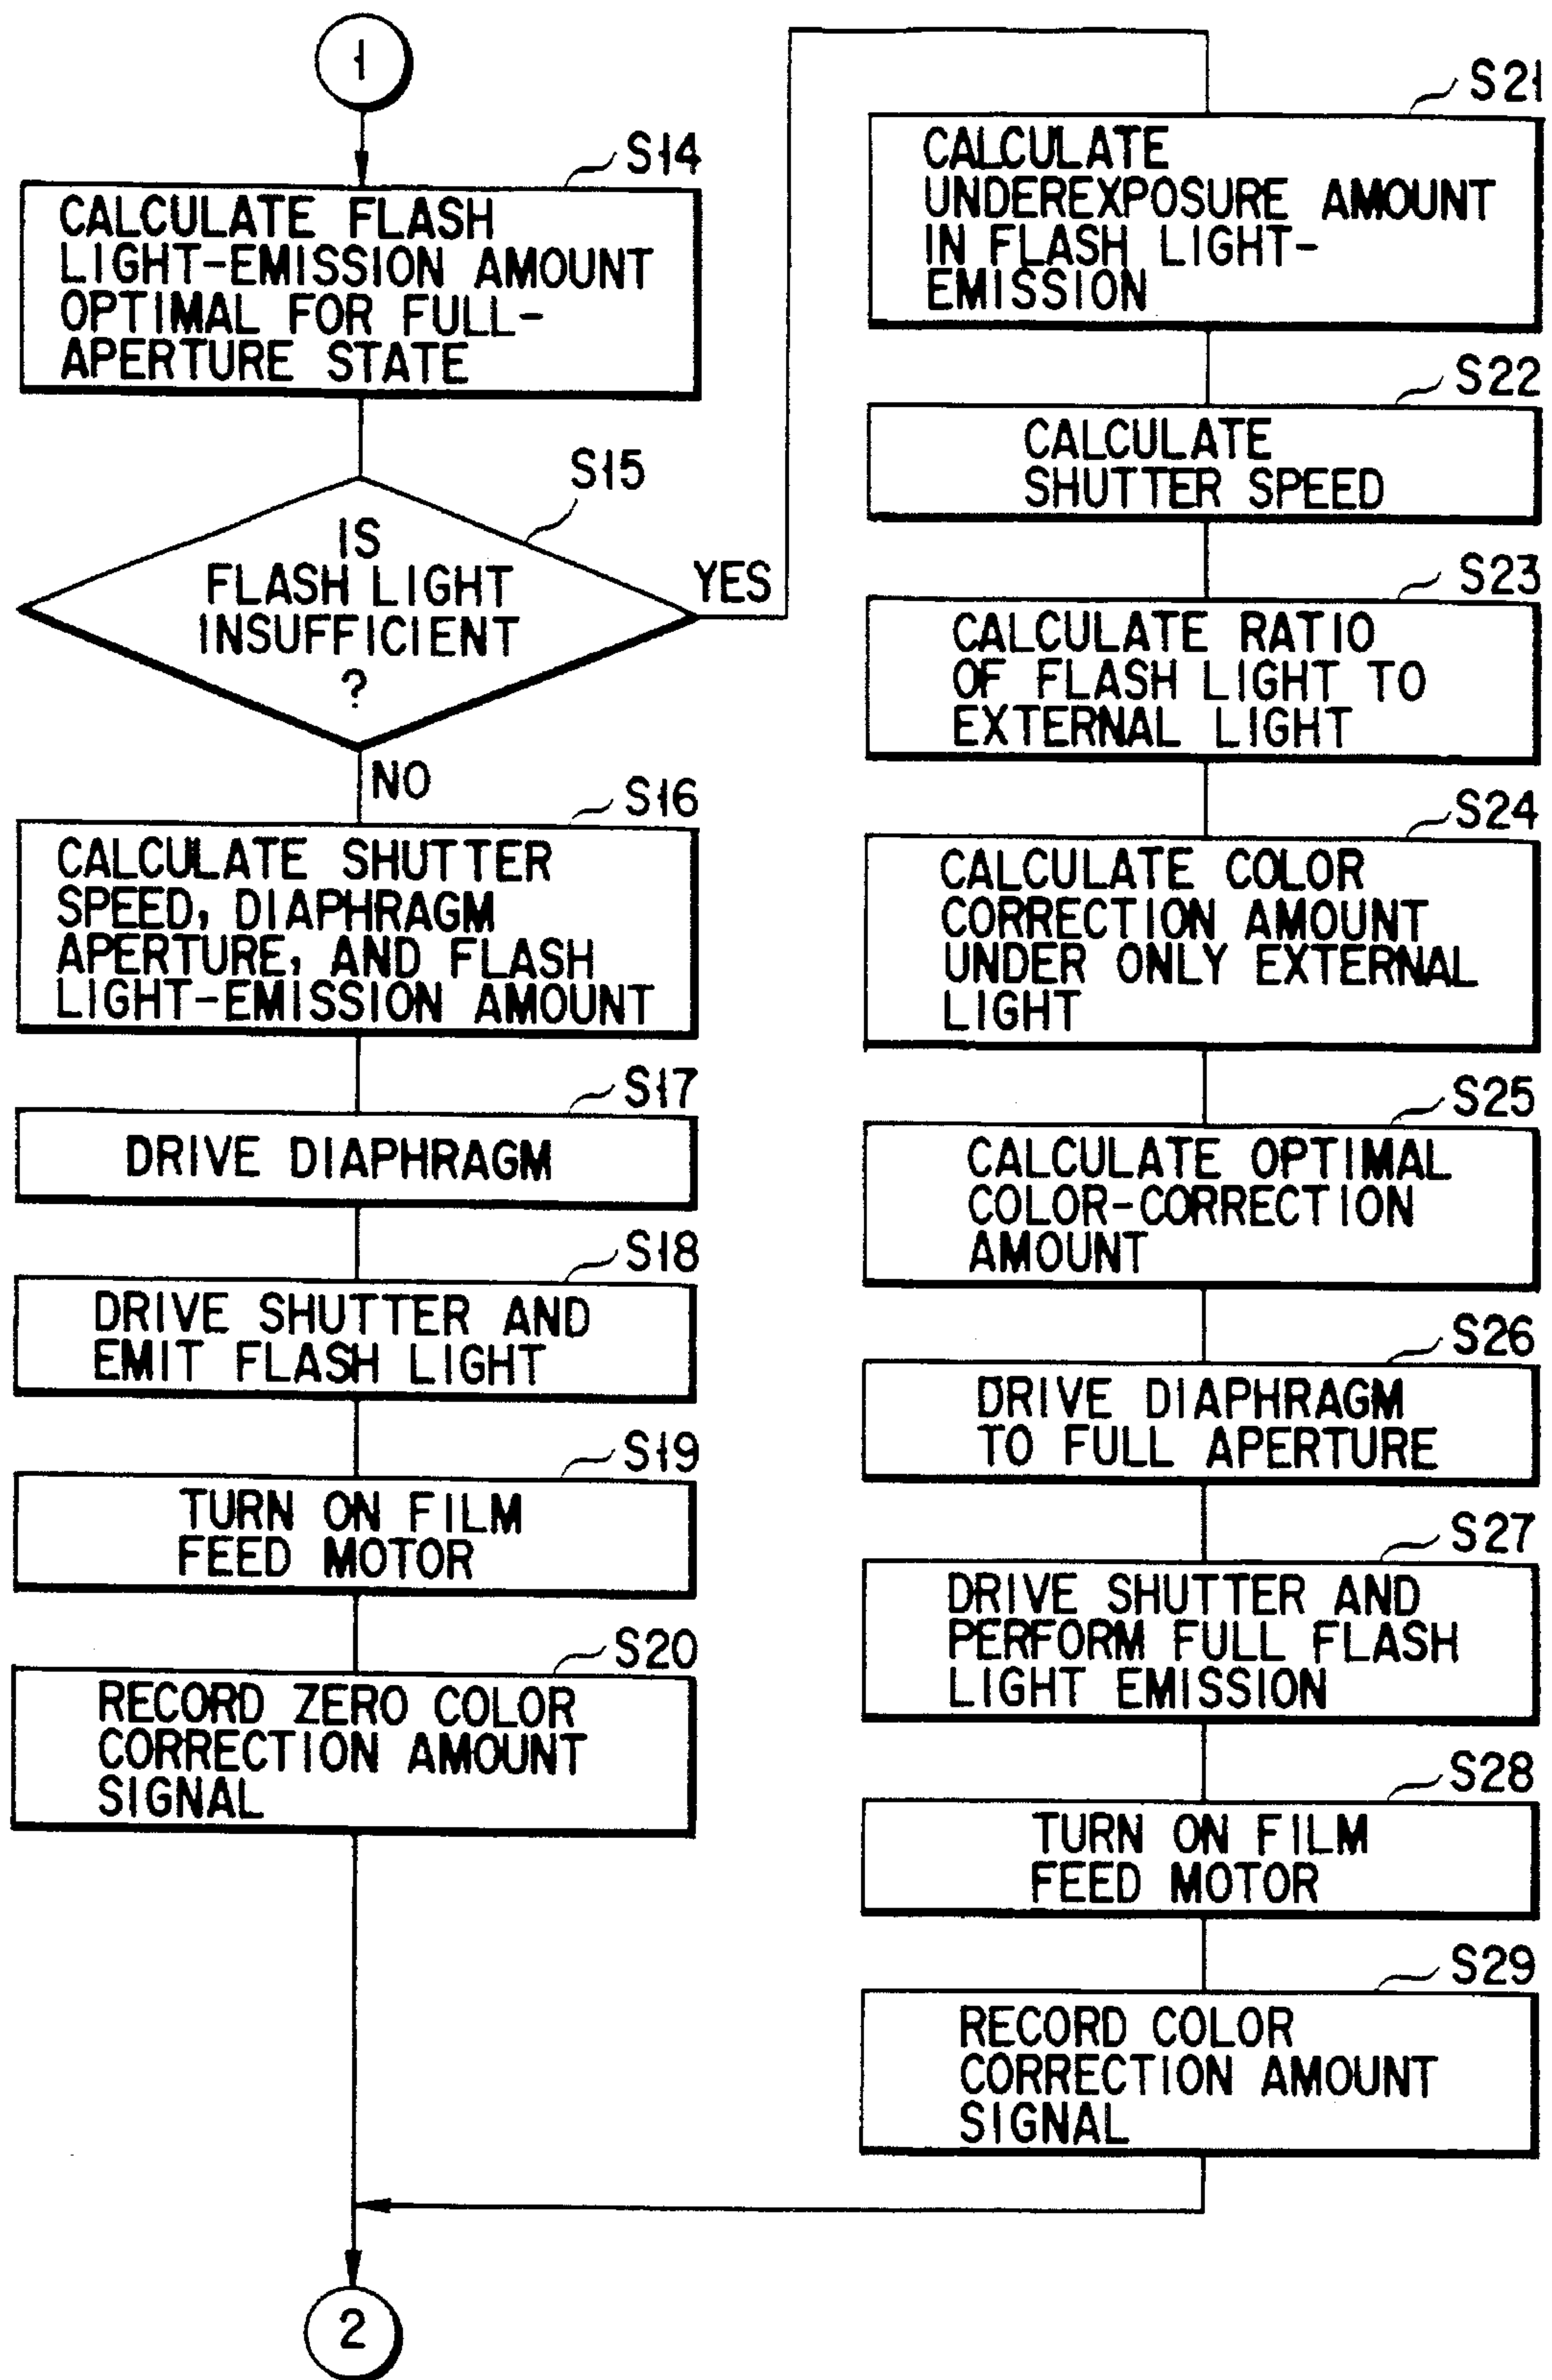 1
S14
CALCULATE FLASH
LIGHT-EMISSION AMOUNT
OPTIMAL FOR FULL-
APERTURE STATE
S15
IS
FLASH LIGHT
INSUFFICIENT
?
YES
NO
S16
CALCULATE SHUTTER
SPEED, DIAPHRAGM
APERTURE, AND FLASH
LIGHT-EMISSION AMOUNT
S17
DRIVE DIAPHRAGM
S18
DRIVE SHUTTER AND
EMIT FLASH LIGHT
S19
TURN ON FILM
FEED MOTOR
S20
RECORD ZERO COLOR
CORRECTION AMOUNT
SIGNAL
S21
CALCULATE
UNDEREXPOSURE AMOUNT
IN FLASH LIGHT-
EMISSION
S22
CALCULATE
SHUTTER SPEED
S23
CALCULATE RATIO
OF FLASH LIGHT TO
EXTERNAL LIGHT
S24
CALCULATE COLOR
CORRECTION AMOUNT
UNDER ONLY EXTERNAL
LIGHT
S25
CALCULATE OPTIMAL
COLOR-CORRECTION
AMOUNT
S26
DRIVE DIAPHRAGM
TO FULL APERTURE
S27
DRIVE SHUTTER AND
PERFORM FULL FLASH
LIGHT EMISSION
S28
TURN ON FILM
FEED MOTOR
S29
RECORD COLOR
CORRECTION AMOUNT
SIGNAL
2